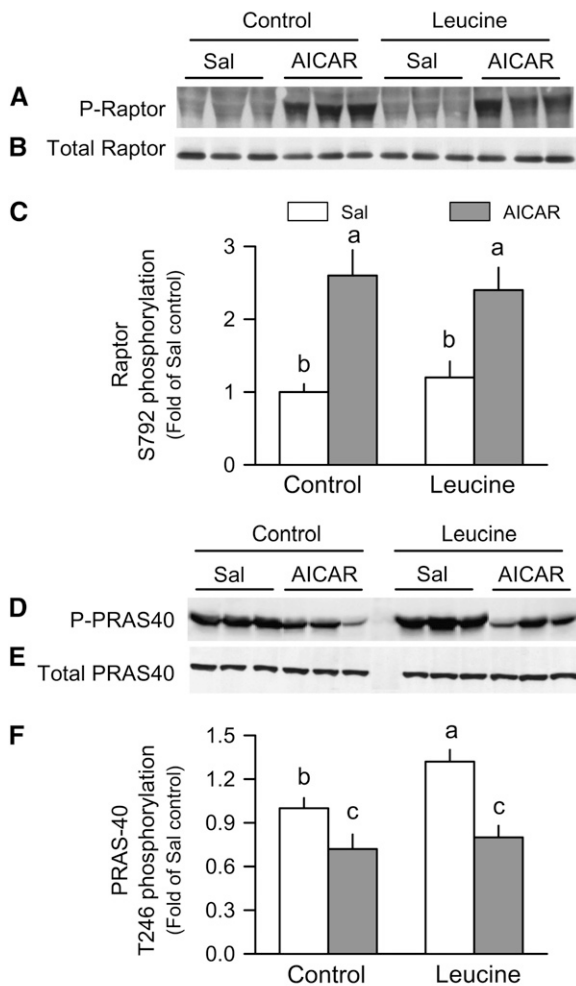 Control Leucine
Sal AICAR Sal AICAR
A P-Raptor
B Total Raptor
C Sal AICAR
Raptor
S792 phosphorylation
(Fold of Sal control)
3
2
1
0
b a b a
Control Leucine
Control Leucine
Sal AICAR Sal AICAR
D P-PRAS40
E Total PRAS40
F
PRAS-40
T246 phosphorylation
(Fold of Sal control)
1.5
1.2
0.9
0.6
0.3
0.0
b c a c
Control Leucine